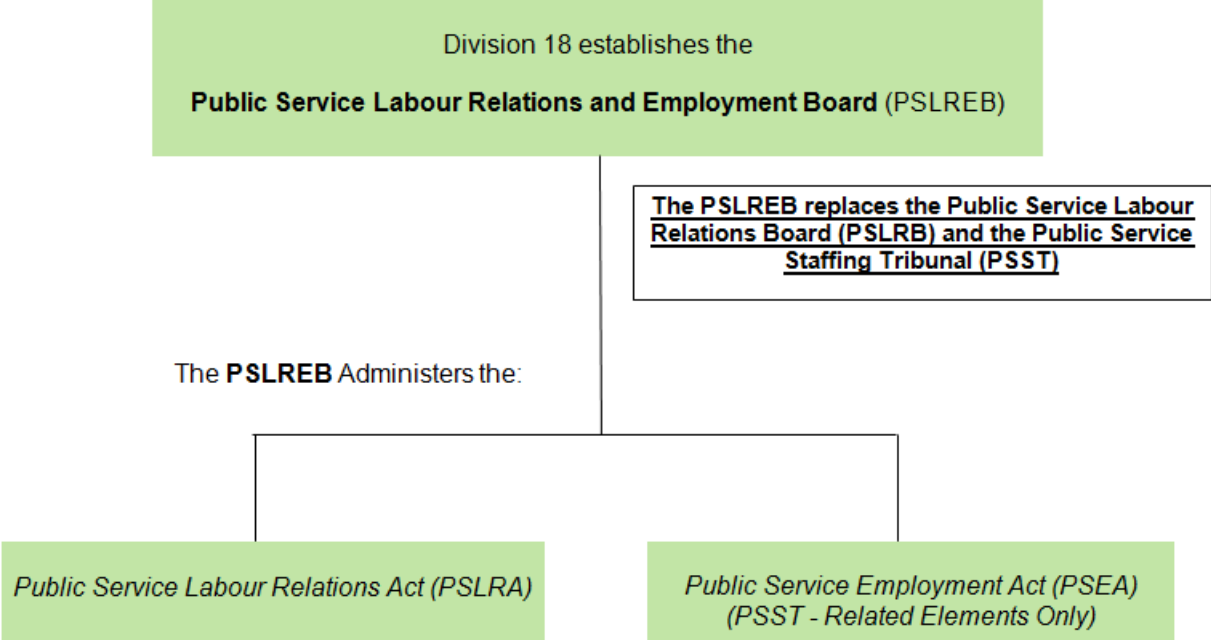 Division 18 establishes the
Public Service Labour Relations and Employment Board (PSLREB)
The PSLREB replaces the Public Service Labour
Relations Board (PSLRB) and the Public Service
Staffing Tribunal (PSST)
The PSLREB Administers the:
Public Service Labour Relations Act (PSLRA)
Public Service Employment Act (PSEA)
(PSST - Related Elements Only)